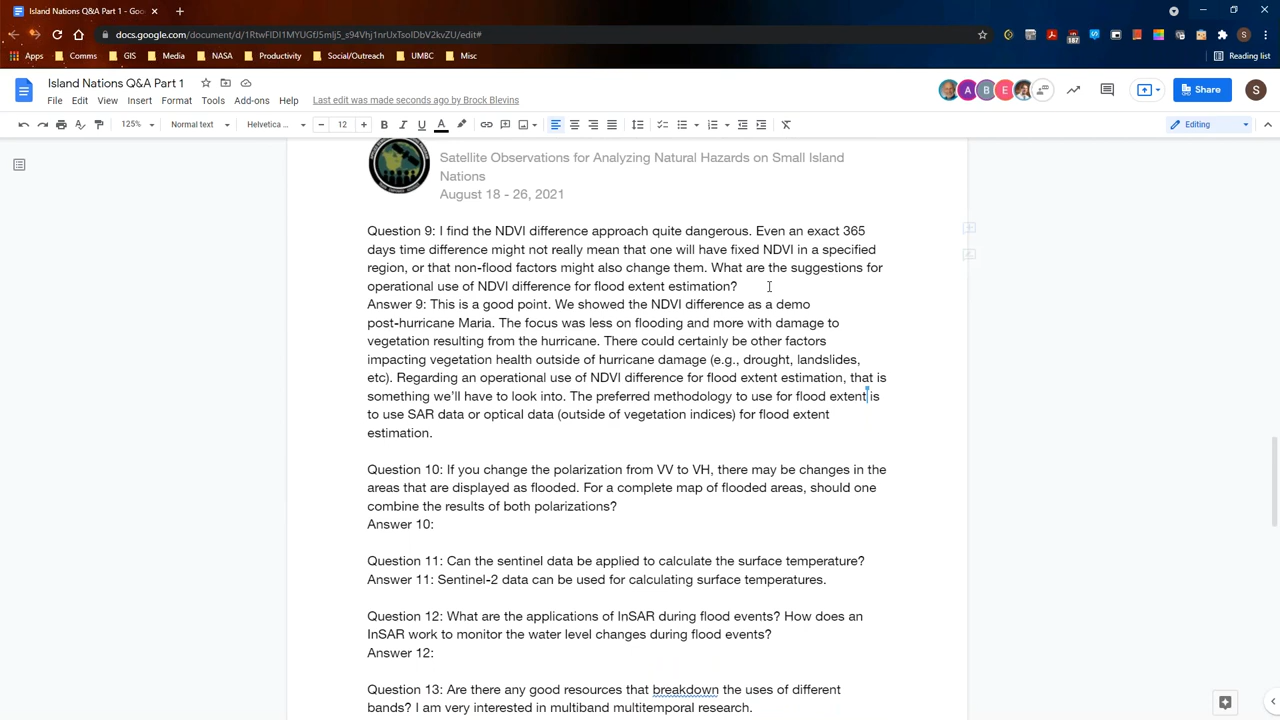 Island Nations Q&A Part 1 - Goo
docs.google.com/document/d/1RtwFIDI1MYUGfJ5mIj5_s94Vhj1nrUxTsoIDbV2kvZU/edit#
Apps Comms GIS Media NASA Productivity Social/Outreach UMBC Misc Reading list
Island Nations Q&A Part 1
File Edit View Insert Format Tools Add-ons Help Last edit was made seconds ago by Brock Blevins
A B E Share S
125% Normal text Helvetica ... 12 Editing
Satellite Observations for Analyzing Natural Hazards on Small Island
Nations
August 18 - 26, 2021
Question 9: I find the NDVI difference approach quite dangerous. Even an exact 365
days time difference might not really mean that one will have fixed NDVI in a specified
region, or that non-flood factors might also change them. What are the suggestions for
operational use of NDVI difference for flood extent estimation?
Answer 9: This is a good point. We showed the NDVI difference as a demo
post-hurricane Maria. The focus was less on flooding and more with damage to
vegetation resulting from the hurricane. There could certainly be other factors
impacting vegetation health outside of hurricane damage (e.g., drought, landslides,
etc). Regarding an operational use of NDVI difference for flood extent estimation, that is
something we'll have to look into. The preferred methodology to use for flood extent is
to use SAR data or optical data (outside of vegetation indices) for flood extent
estimation.
Question 10: If you change the polarization from VV to VH, there may be changes in the
areas that are displayed as flooded. For a complete map of flooded areas, should one
combine the results of both polarizations?
Answer 10:
Question 11: Can the sentinel data be applied to calculate the surface temperature?
Answer 11: Sentinel-2 data can be used for calculating surface temperatures.
Question 12: What are the applications of InSAR during flood events? How does an
InSAR work to monitor the water level changes during flood events?
Answer 12:
Question 13: Are there any good resources that breakdown the uses of different
bands? I am very interested in multiband multitemporal research.